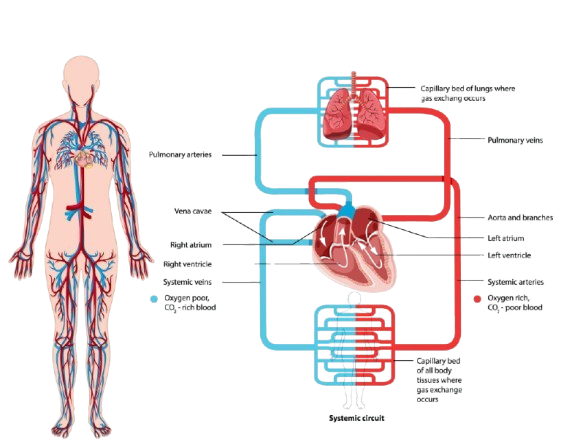 Capillary bed of lungs where
gas exchang occurs
Pulmonary veins
Pulmonary arteries
Vena cavae
Aorta and branches
Right atrium
Left atrium
Right ventricle
Left ventricle
Systemic veins
Systemic arteries
Oxygen poor,
CO2 - rich blood
Oxygen rich,
CO2 - poor blood
Capillary bed
of all body
tissues where
gas exchange
occurs
Systemic circuit